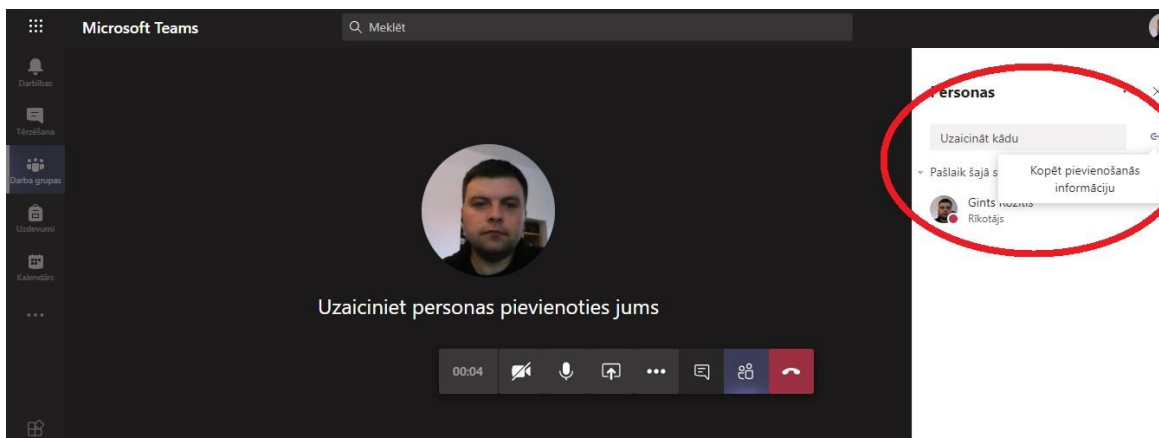 Microsoft Teams
Meklēt
Darbības
Tērzēšana
Darba grupas
Uzdevumi
Kalendārs
Uzaiciniet personas pievienoties jums
00:04
Personas
Uzaicināt kādu
Pašlaik šajā s
Kopēt pievienošanās
informāciju
Gints Rozītis
Rīkotājs